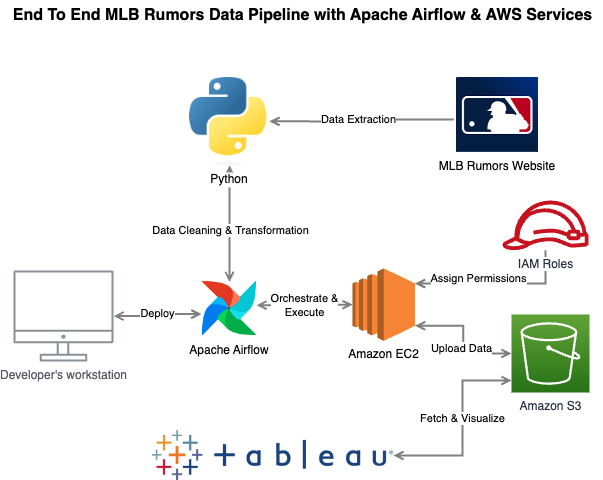 End To End MLB Rumors Data Pipeline with Apache Airflow & AWS Services
Data Extraction
MLB Rumors Website
Python
Data Cleaning & Transformation
IAM Roles
Assign Permissions
Orchestrate &
Execute
Deploy
Apache Airflow
Amazon EC2
Upload Data
Developer's workstation
Amazon S3
Fetch & Visualize
+ableau®